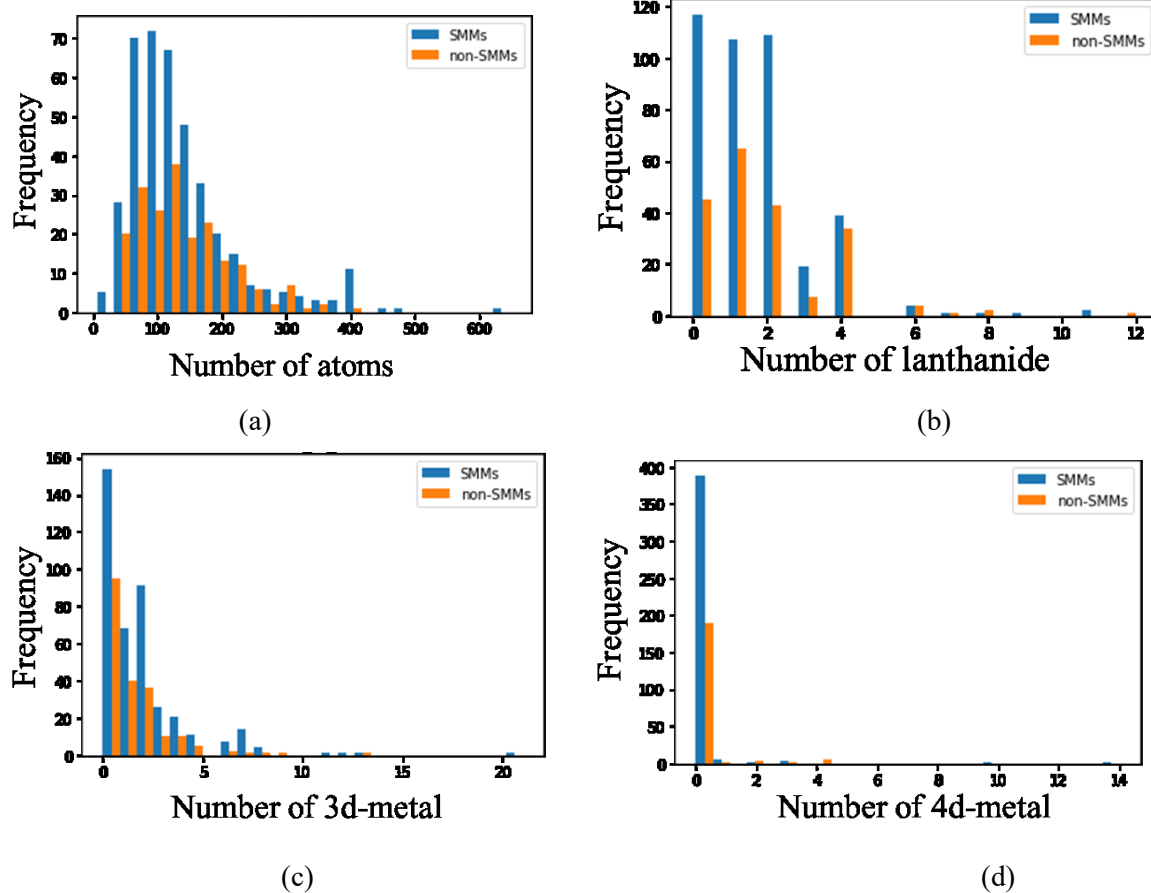 70
60
50
40
30
20
10
0
Frequency
SMMs
non-SMMs
0 100 200 300 400 500 600
Number of atoms
(a)
120
100
80
60
40
20
0
Frequency
SMMs
non-SMMs
0 2 4 6 8 10 12
Number of lanthanide
(b)
160
140
120
100
80
60
40
20
0
Frequency
SMMs
non-SMMs
0 5 10 15 20
Number of 3d-metal
(c)
400
350
300
250
200
150
100
50
0
Frequency
SMMs
non-SMMs
0 2 4 6 8 10 12 14
Number of 4d-metal
(d)